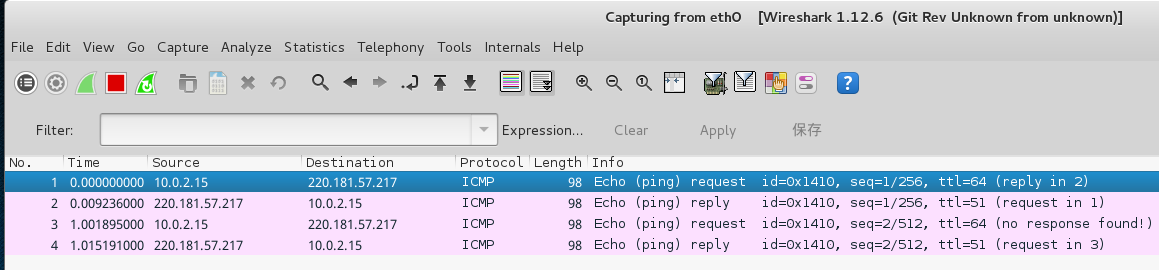 Capturing from eth0 [Wireshark 1.12.6 (Git Rev Unknown from unknown)]
File Edit View Go Capture Analyze Statistics Telephony Tools Internals Help
Filter: Expression... Clear Apply 保存
No. Time Source Destination Protocol Length Info
1 0.000000000 10.0.2.15 220.181.57.217 ICMP 98 Echo (ping) request id=0x1410, seq=1/256, ttl=64 (reply in 2)
2 0.009236000 220.181.57.217 10.0.2.15 ICMP 98 Echo (ping) reply id=0x1410, seq=1/256, ttl=51 (request in 1)
3 1.001895000 10.0.2.15 220.181.57.217 ICMP 98 Echo (ping) request id=0x1410, seq=2/512, ttl=64 (no response found!)
4 1.015191000 220.181.57.217 10.0.2.15 ICMP 98 Echo (ping) reply id=0x1410, seq=2/512, ttl=51 (request in 3)